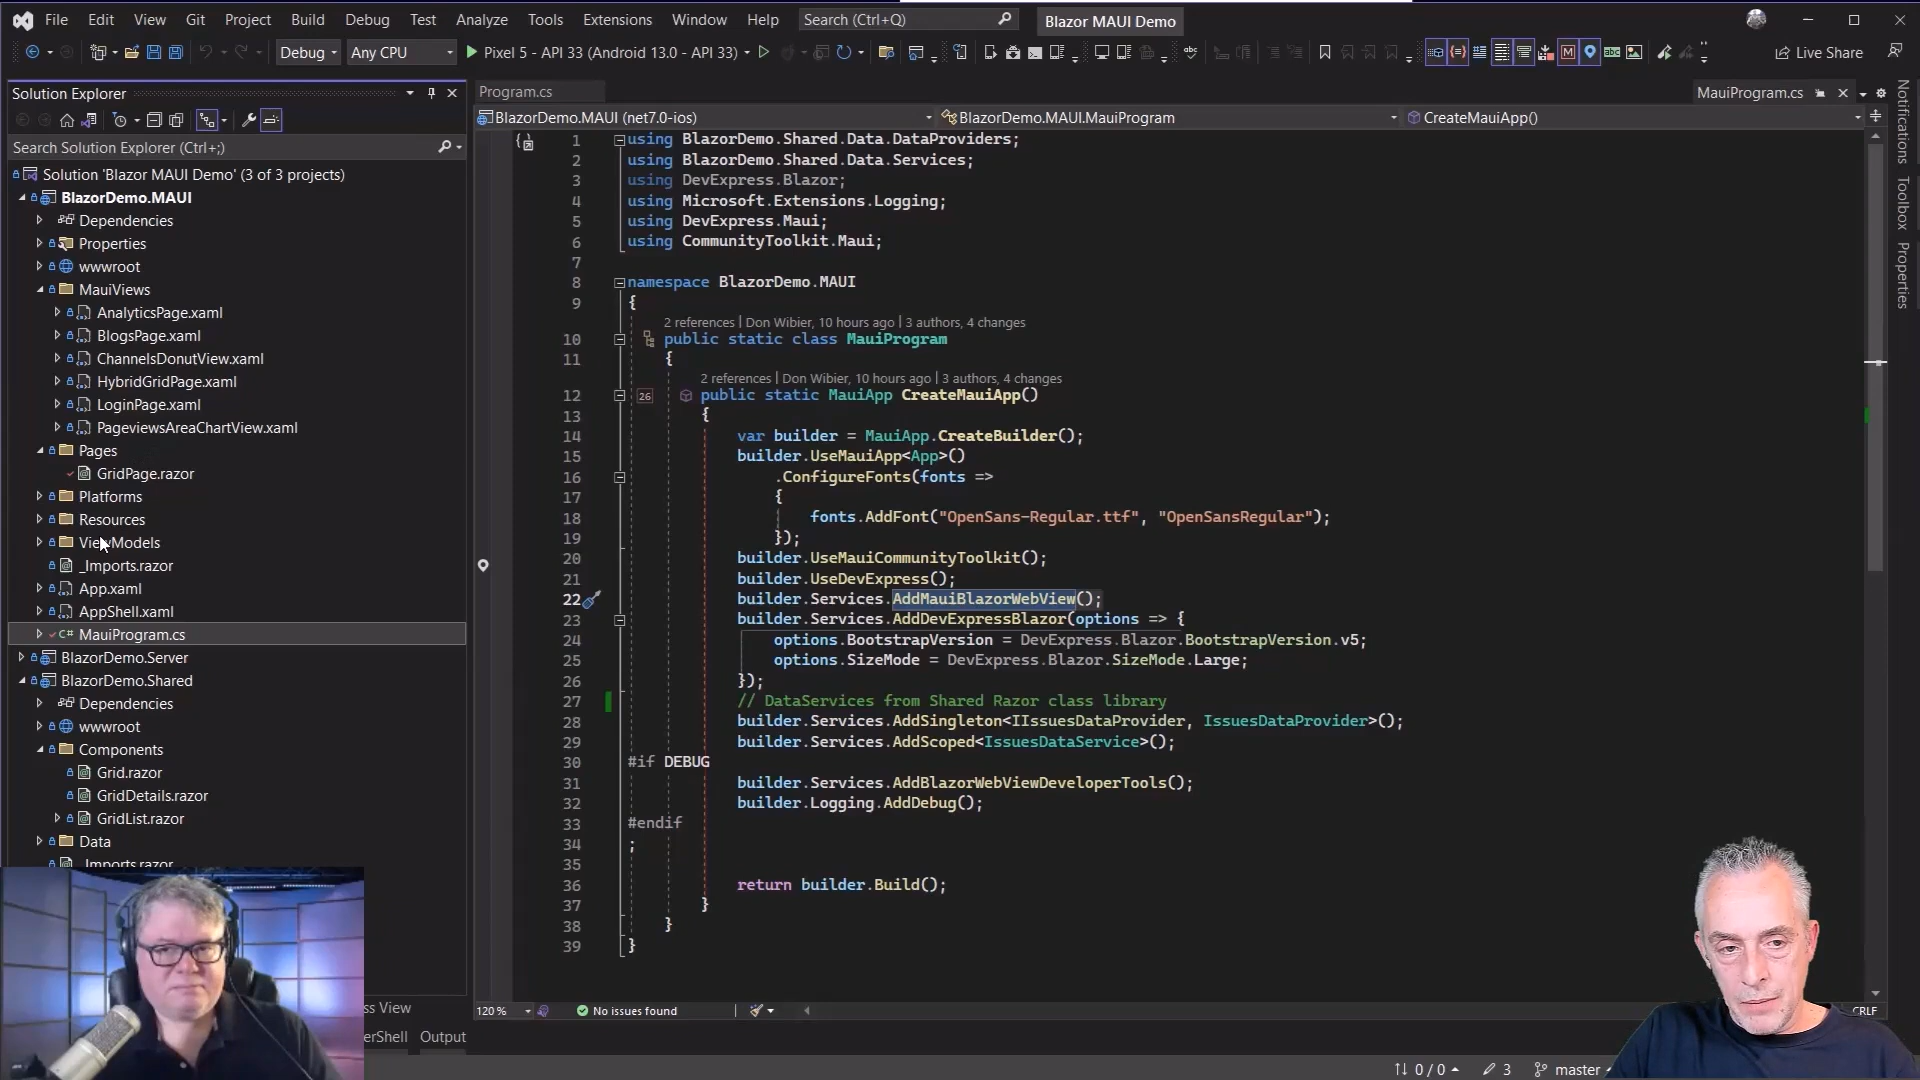 File Edit View Git Project Build Debug Test Analyze Tools Extensions Window Help Search (Ctrl+Q) Blazor MAUI Demo
Debug Any CPU Pixel 5 - API 33 (Android 13.0 - API 33) Live Share
Solution Explorer
Search Solution Explorer (Ctrl+;)
Solution 'Blazor MAUI Demo' (3 of 3 projects)
BlazorDemo.MAUI
Dependencies
Properties
wwwroot
MauiViews
AnalyticsPage.xaml
BlogsPage.xaml
ChannelsDonutView.xaml
HybridGridPage.xaml
LoginPage.xaml
PageviewsAreaChartView.xaml
Pages
GridPage.razor
Platforms
Resources
ViewModels
_Imports.razor
App.xaml
AppShell.xaml
C# MauiProgram.cs
BlazorDemo.Server
BlazorDemo.Shared
Dependencies
wwwroot
Components
Grid.razor
GridDetails.razor
GridList.razor
Data
_Imports.razor
Program.cs
MauiProgram.cs
BlazorDemo.MAUI (net7.0-ios) BlazorDemo.MAUI.MauiProgram CreateMauiApp()
1 using BlazorDemo.Shared.Data.DataProviders;
2 using BlazorDemo.Shared.Data.Services;
3 using DevExpress.Blazor;
4 using Microsoft.Extensions.Logging;
5 using DevExpress.Maui;
6 using CommunityToolkit.Maui;
7
8 namespace BlazorDemo.MAUI
9 {
2 references | Don Wibier, 10 hours ago | 3 authors, 4 changes
10 public static class MauiProgram
11 {
2 references | Don Wibier, 10 hours ago | 3 authors, 4 changes
12 26 public static MauiApp CreateMauiApp()
13 {
14 var builder = MauiApp.CreateBuilder();
15 builder.UseMauiApp<App>()
16 .ConfigureFonts(fonts =>
17 {
18 fonts.AddFont("OpenSans-Regular.ttf", "OpenSansRegular");
19 });
20 builder.UseMauiCommunityToolkit();
21 builder.UseDevExpress();
22 builder.Services.AddMauiBlazorWebView();
23 builder.Services.AddDevExpressBlazor(options => {
24 options.BootstrapVersion = DevExpress.Blazor.BootstrapVersion.v5;
25 options.SizeMode = DevExpress.Blazor.SizeMode.Large;
26 });
27 // DataServices from Shared Razor class library
28 builder.Services.AddSingleton<IIssuesDataProvider, IssuesDataProvider>();
29 builder.Services.AddScoped<IssuesDataService>();
30 #if DEBUG
31 builder.Services.AddBlazorWebViewDeveloperTools();
32 builder.Logging.AddDebug();
33 #endif
34 ;
35
36 return builder.Build();
37 }
38 }
39 }
Notifications
Toolbox
Properties
120 % No issues found CRLF
ss View
erShell Output
0 / 0 3 master